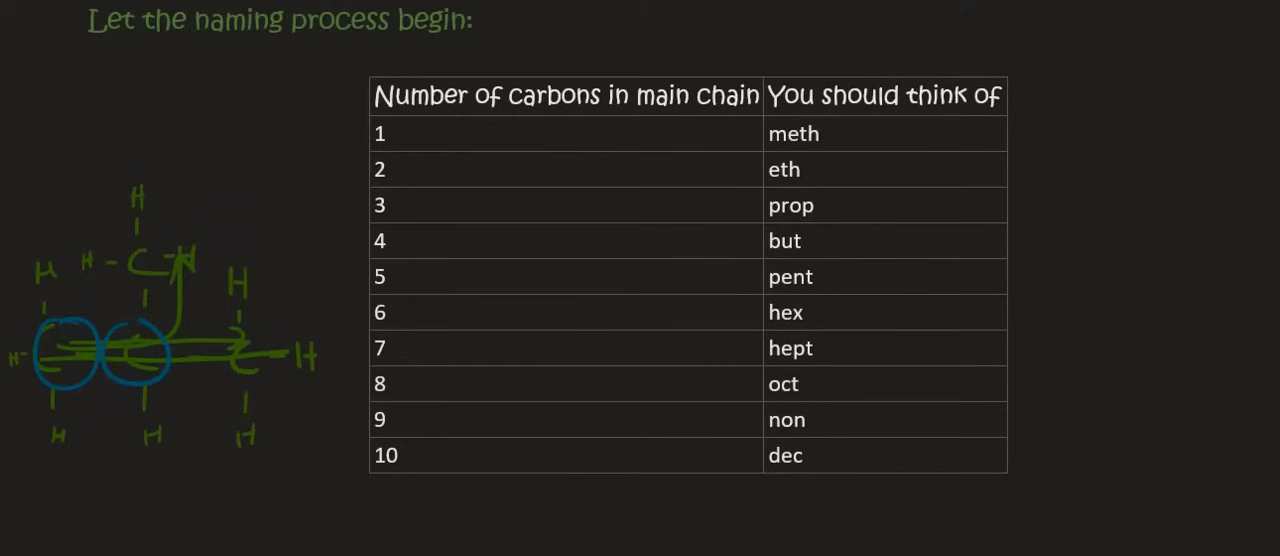 Let the naming process begin:
Number of carbons in main chain You should think of
1 meth
2 eth
3 prop
4 but
5 pent
6 hex
7 hept
8 oct
9 non
10 dec
H
H - C - H
H H
H - C C C - H
H H H